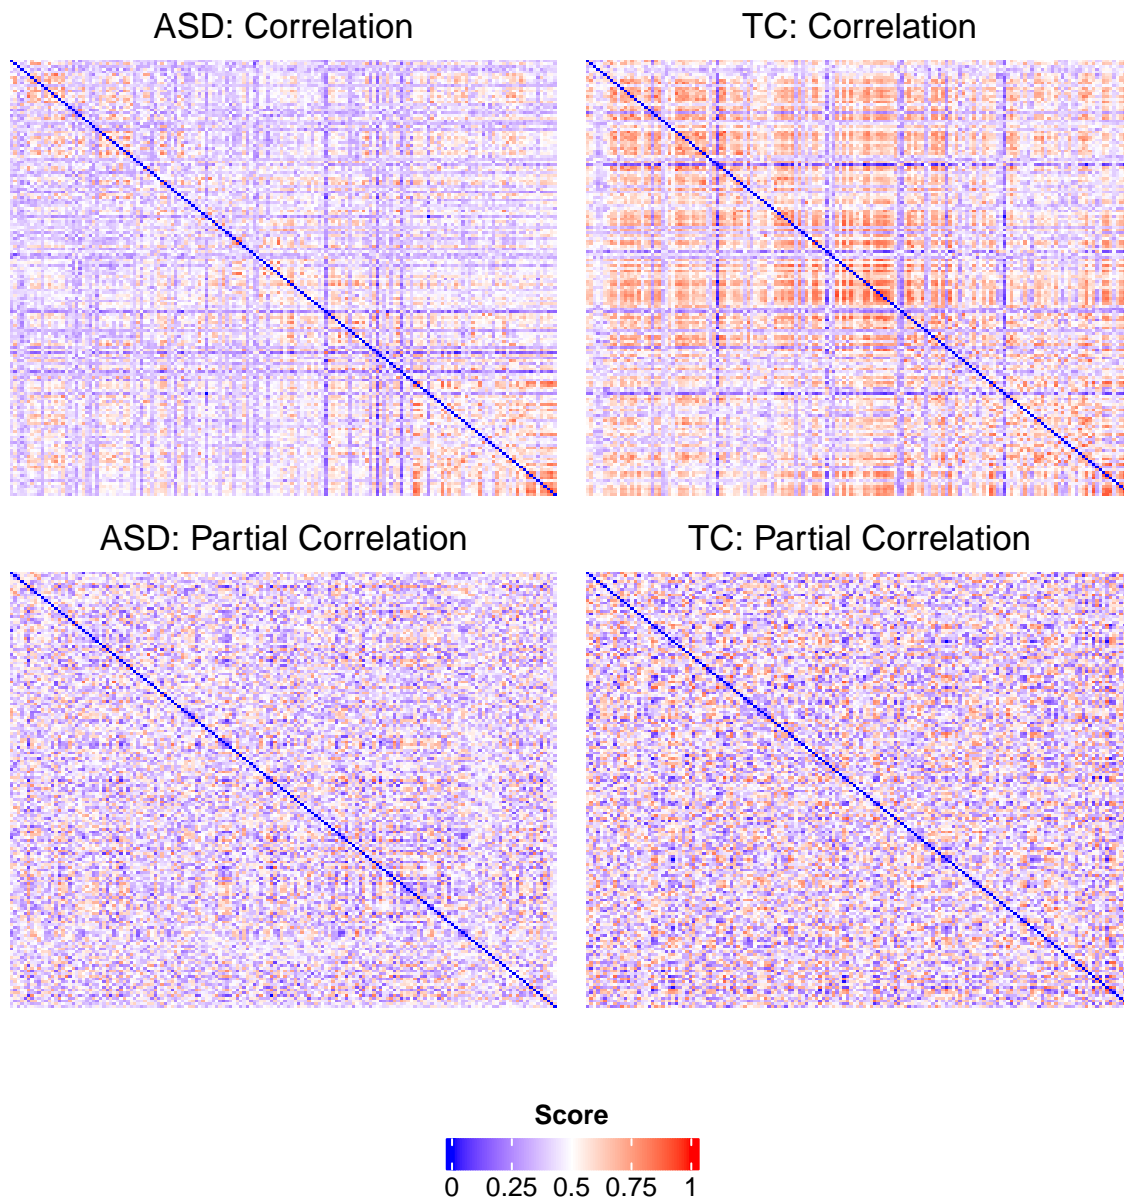 ASD: Correlation
TC: Correlation
ASD: Partial Correlation
TC: Partial Correlation
Score
0 0.25 0.5 0.75 1